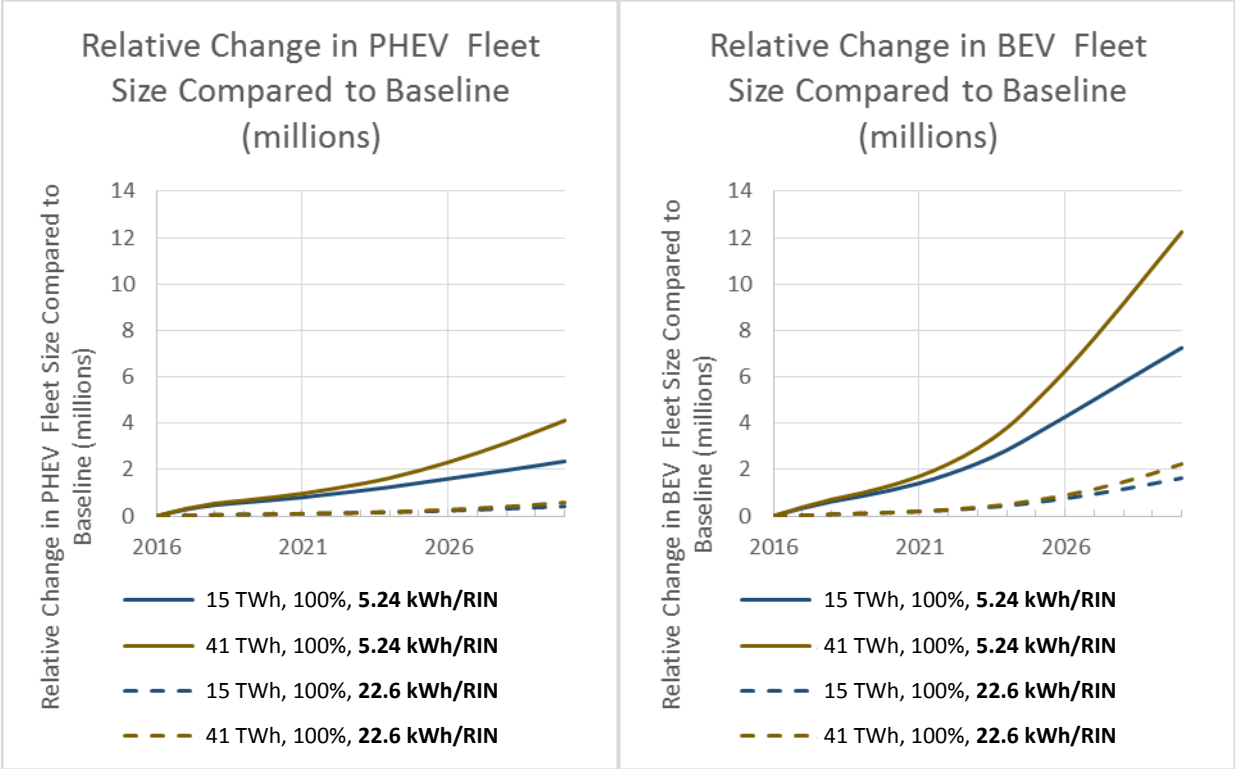 Relative Change in PHEV Fleet
Size Compared to Baseline
(millions)
Relative Change in PHEV Fleet Size Compared to
Baseline (millions)
14
12
10
8
6
4
2
0
2016 2021 2026
15 TWh, 100%, 5.24 kWh/RIN
41 TWh, 100%, 5.24 kWh/RIN
15 TWh, 100%, 22.6 kWh/RIN
41 TWh, 100%, 22.6 kWh/RIN
Relative Change in BEV Fleet
Size Compared to Baseline
(millions)
Relative Change in BEV Fleet Size Compared to
Baseline (millions)
14
12
10
8
6
4
2
0
2016 2021 2026
15 TWh, 100%, 5.24 kWh/RIN
41 TWh, 100%, 5.24 kWh/RIN
15 TWh, 100%, 22.6 kWh/RIN
41 TWh, 100%, 22.6 kWh/RIN